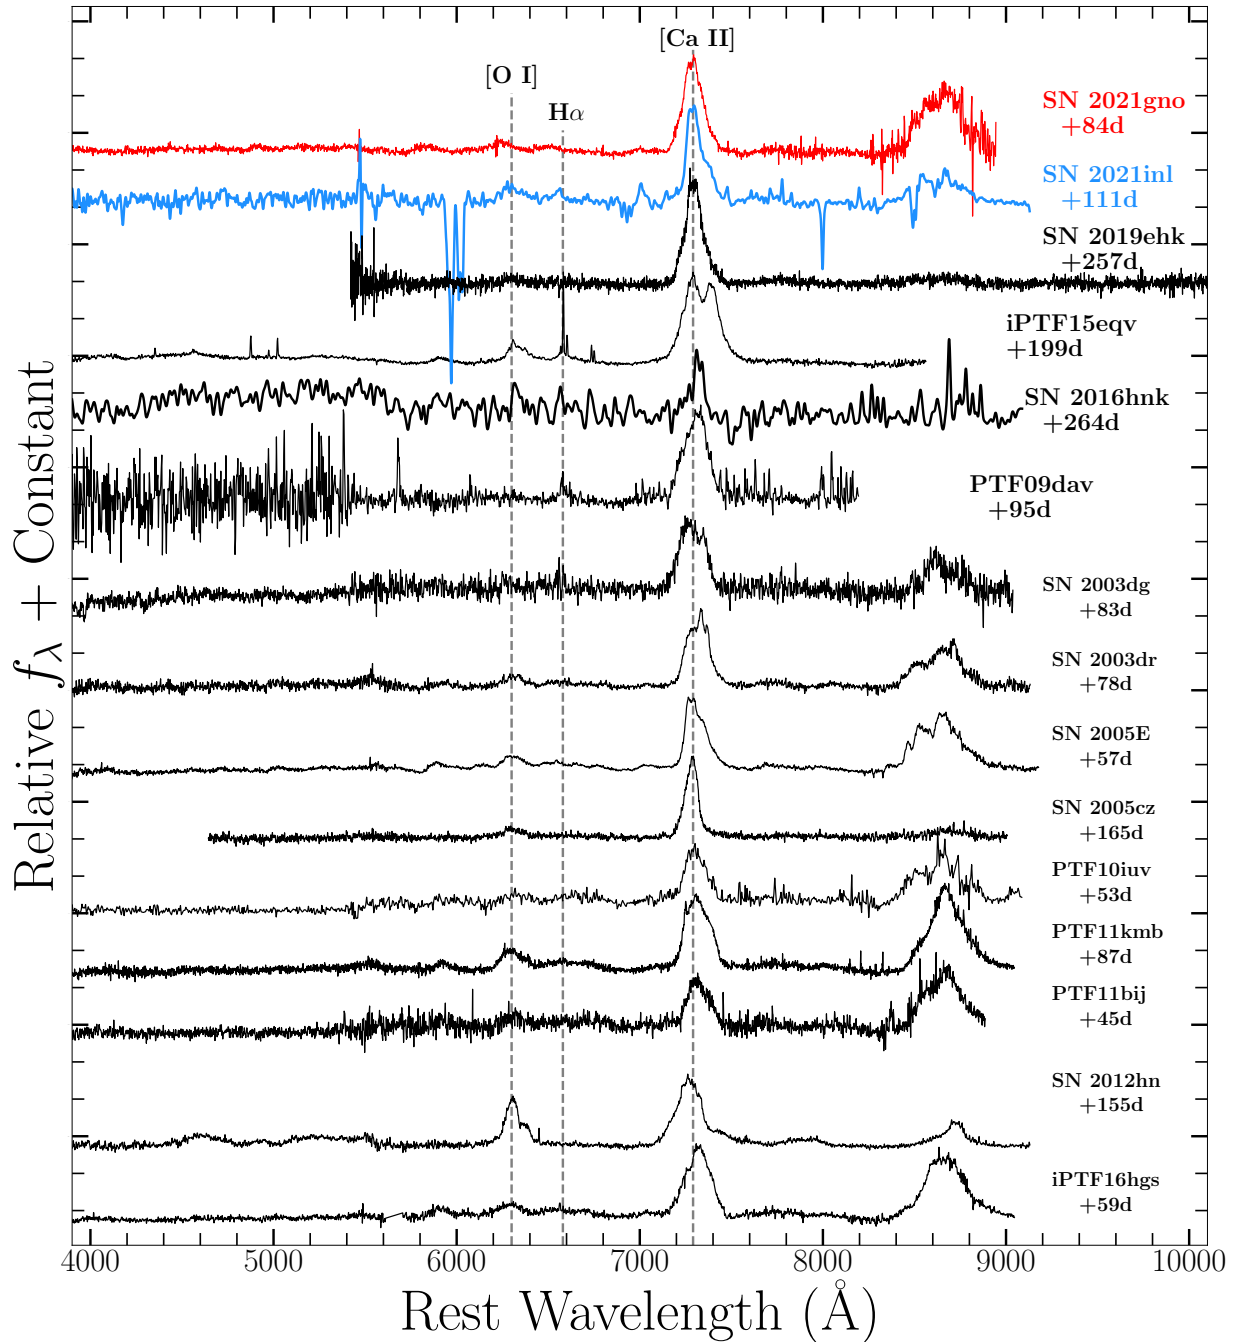 [Ca II]
[O I]
Hα
SN 2021gno
+84d
SN 2021inl
+111d
SN 2019ehk
+257d
iPTF15eqv
+199d
SN 2016hnk
+264d
PTF09dav
+95d
SN 2003dg
+83d
SN 2003dr
+78d
SN 2005E
+57d
SN 2005cz
+165d
PTF10iuv
+53d
PTF11kmb
+87d
PTF11bij
+45d
SN 2012hn
+155d
iPTF16hgs
+59d
Relative fλ + Constant
4000 5000 6000 7000 8000 9000 10000
Rest Wavelength (Å)